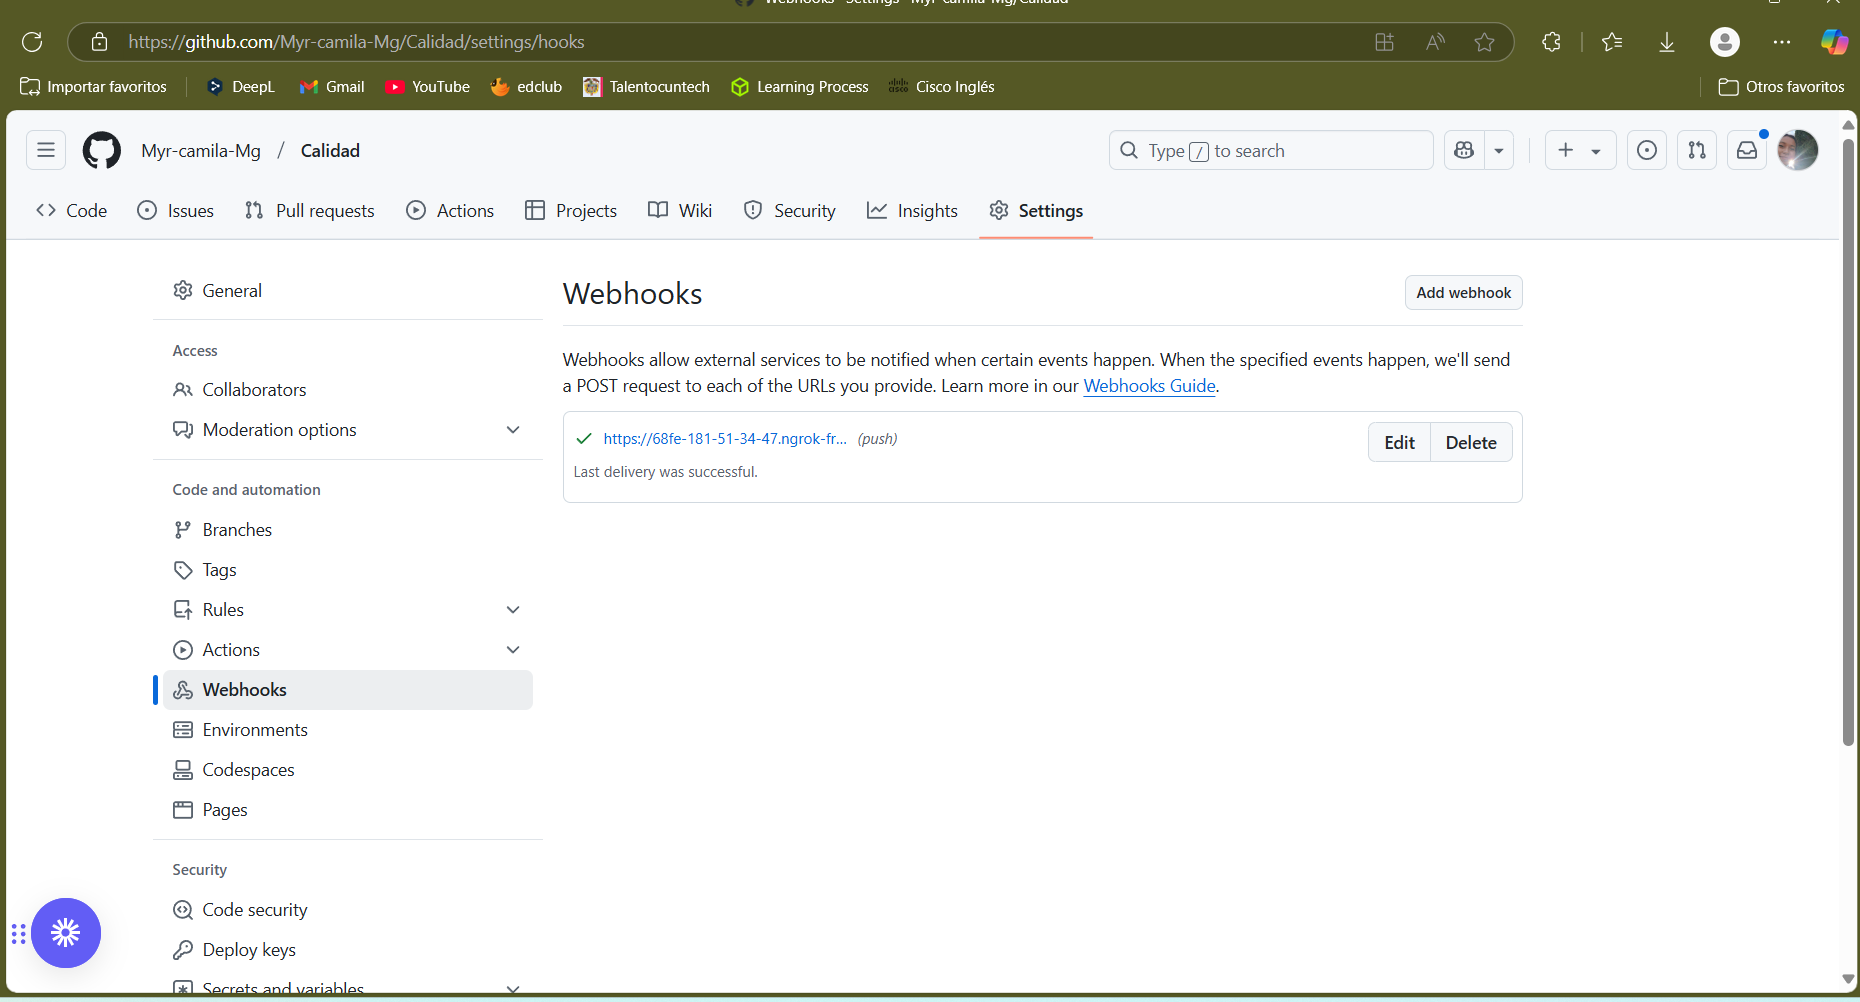 Webhooks · Settings · Myr-camila-Mg/Calidad
https://github.com/Myr-camila-Mg/Calidad/settings/hooks
Importar favoritos DeepL Gmail YouTube edclub Talentocuntech Learning Process Cisco Inglés Otros favoritos
Myr-camila-Mg / Calidad Type / to search
Code Issues Pull requests Actions Projects Wiki Security Insights Settings
General
Access
Collaborators
Moderation options
Code and automation
Branches
Tags
Rules
Actions
Webhooks
Environments
Codespaces
Pages
Security
Code security
Deploy keys
Secrets and variables
Webhooks Add webhook
Webhooks allow external services to be notified when certain events happen. When the specified events happen, we'll send
a POST request to each of the URLs you provide. Learn more in our Webhooks Guide.
https://68fe-181-51-34-47.ngrok-fr... (push) Edit Delete
Last delivery was successful.